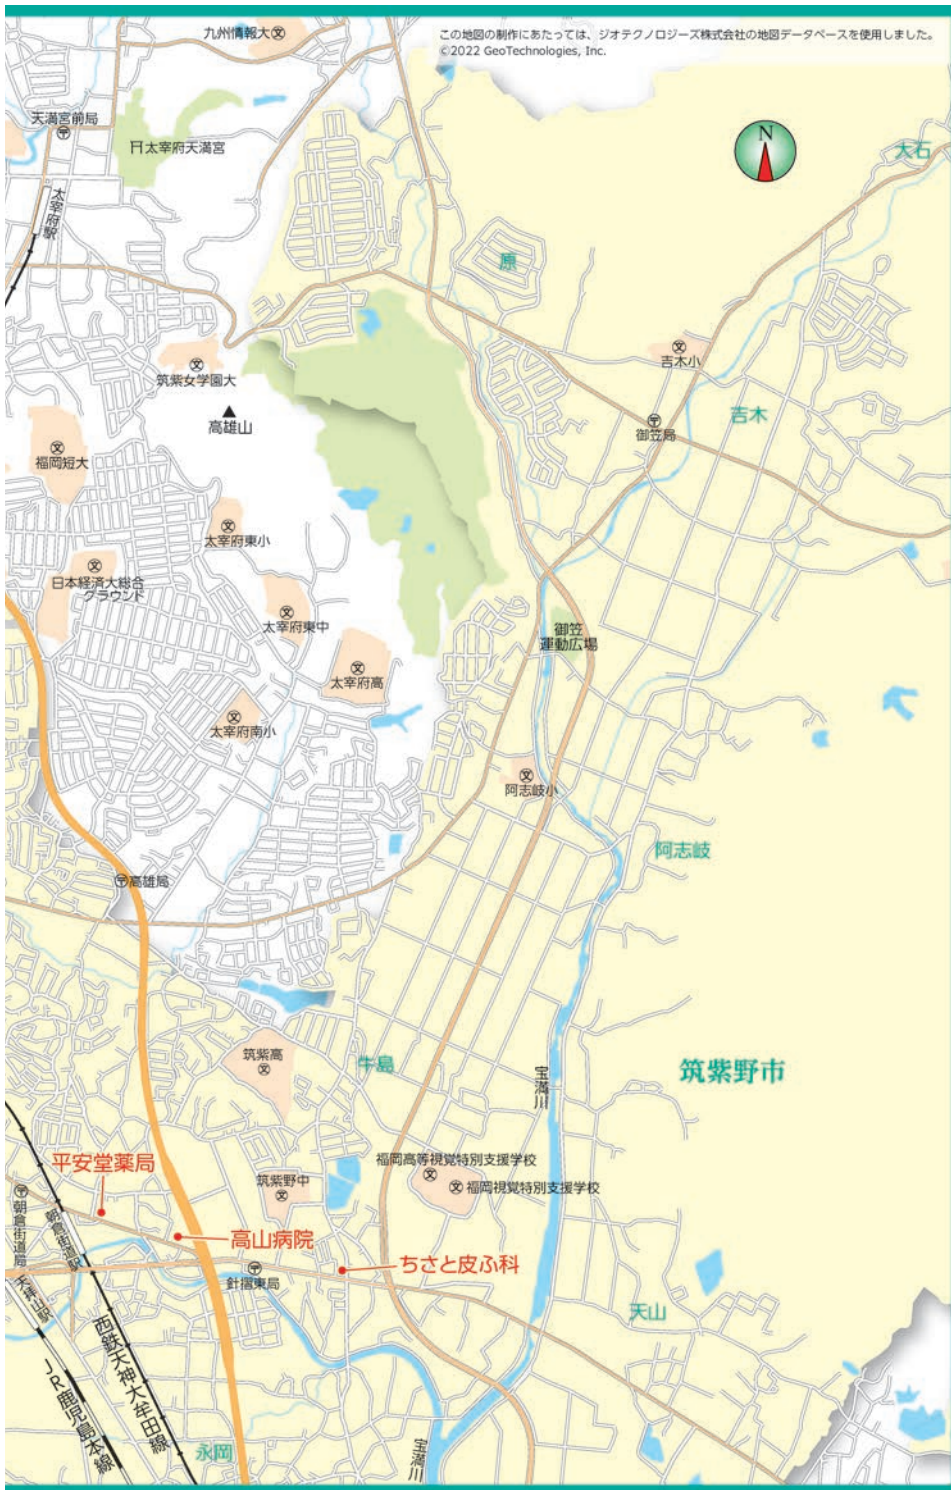 この地図の制作にあたっては、ジオテクノロジーズ株式会社の地図データベースを使用しました。
©2022 GeoTechnologies, Inc.
九州情報大
天満宮前局
太宰府天満宮
N
大石
太宰府駅
原
吉木小
筑紫女学園大
高雄山
吉木
御笠局
福岡短大
太宰府東小
日本経済大総合
グラウンド
太宰府東中
御笠
運動広場
太宰府高
太宰府南小
阿志岐小
阿志岐
高雄局
筑紫高
牛島
宝満川
筑紫野市
平安堂薬局
福岡高等視覚特別支援学校
福岡視覚特別支援学校
筑紫野中
朝倉街道局
朝倉街道駅
高山病院
ちさと皮ふ科
針摺東局
天拝山駅
天山
西鉄天神大牟田線
JR鹿児島本線
永岡
宝満川